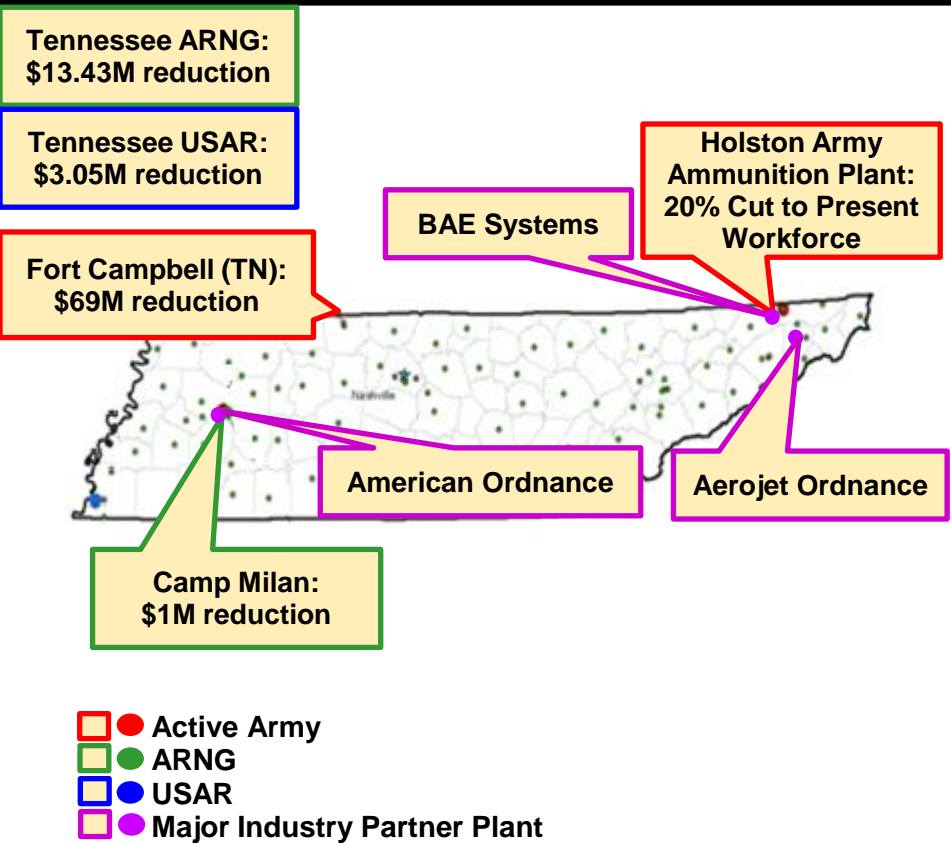 Tennessee ARNG:
$13.43M reduction
Tennessee USAR:
$3.05M reduction
Fort Campbell (TN):
$69M reduction
BAE Systems
Holston Army
Ammunition Plant:
20% Cut to Present
Workforce
Nashville
American Ordnance
Aerojet Ordnance
Camp Milan:
$1M reduction
Active Army
ARNG
USAR
Major Industry Partner Plant